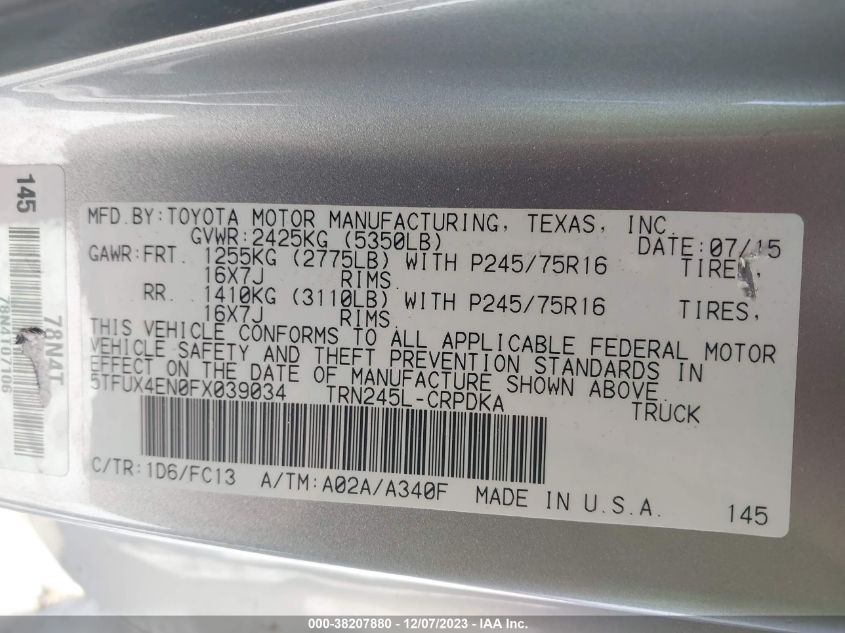 145
78N4T
78N4107106
MFD.BY:TOYOTA MOTOR MANUFACTURING, TEXAS, INC.
GVWR:2425KG (5350LB) DATE:07/15
GAWR:FRT. 1255KG (2775LB) WITH P245/75R16 TIRES,
16X7J RIMS.
RR. 1410KG (3110LB) WITH P245/75R16 TIRES,
16X7J RIMS.
THIS VEHICLE CONFORMS TO ALL APPLICABLE FEDERAL MOTOR
VEHICLE SAFETY AND THEFT PREVENTION STANDARDS IN
EFFECT ON THE DATE OF MANUFACTURE SHOWN ABOVE.
5TFUX4EN0FX039034 TRN245L-CRPDKA TRUCK
C/TR:1D6/FC13 A/TM:A02A/A340F MADE IN U.S.A. 145
000-38207880 - 12/07/2023 - IAA Inc.